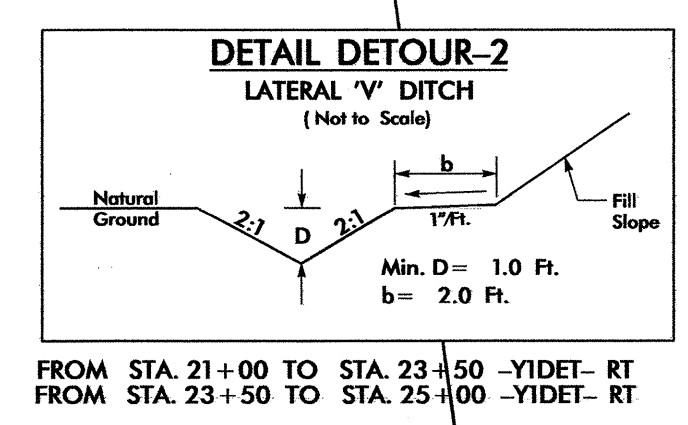 DETAIL DETOUR-2
LATERAL 'V' DITCH
(Not to Scale)
b
Natural
Ground
2:1
D
2:1
1"/Ft.
Fill
Slope
Min. D= 1.0 Ft.
b= 2.0 Ft.
FROM STA. 21+00 TO STA. 23+50 -Y1DET- RT
FROM STA. 23+50 TO STA. 25+00 -Y1DET- RT